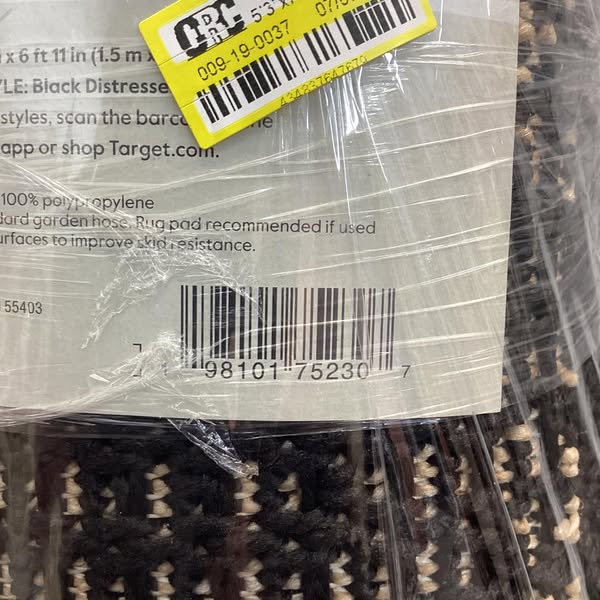 009-19-0037
x 6 ft 11 in (1.5 m x
YLE: Black Distresse
styles, scan the barco ne
app or shop Target.com.
100% polypropylene
dard garden hose. Rug pad recommended if used
urfaces to improve skid resistance.
55403
1 98101 75230 7